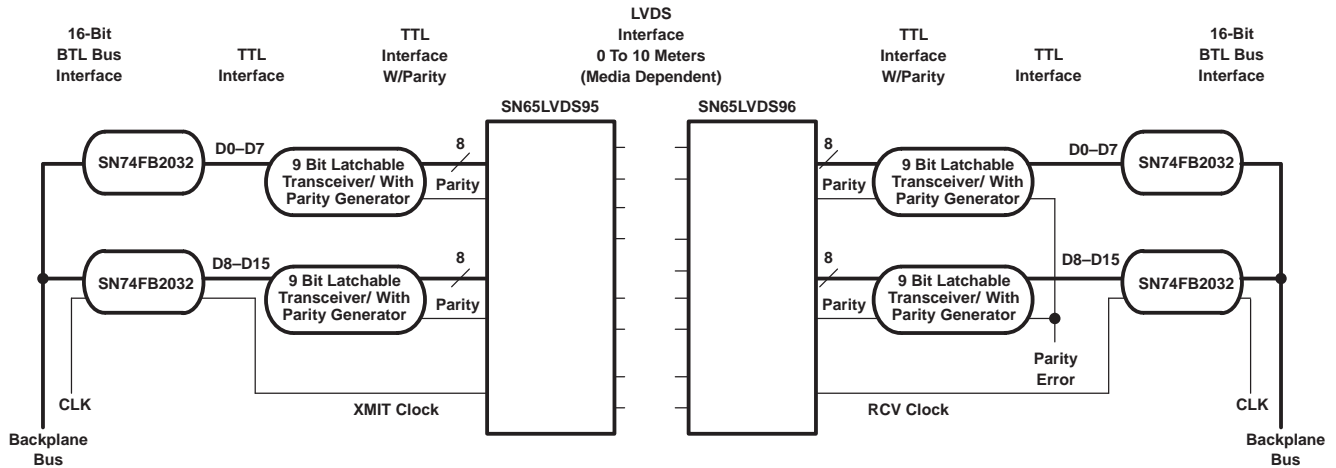 16-Bit
BTL Bus
Interface
TTL
Interface
TTL
Interface
W/Parity
LVDS
Interface
0 To 10 Meters
(Media Dependent)
TTL
Interface
W/Parity
TTL
Interface
16-Bit
BTL Bus
Interface
SN65LVDS95
SN65LVDS96
SN74FB2032
D0–D7
9 Bit Latchable
Transceiver/ With
Parity Generator
8
Parity
8
Parity
9 Bit Latchable
Transceiver/ With
Parity Generator
D0–D7
SN74FB2032
SN74FB2032
D8–D15
9 Bit Latchable
Transceiver/ With
Parity Generator
8
Parity
8
Parity
9 Bit Latchable
Transceiver/ With
Parity Generator
D8–D15
SN74FB2032
Parity
Error
CLK
XMIT Clock
RCV Clock
CLK
Backplane
Bus
Backplane
Bus